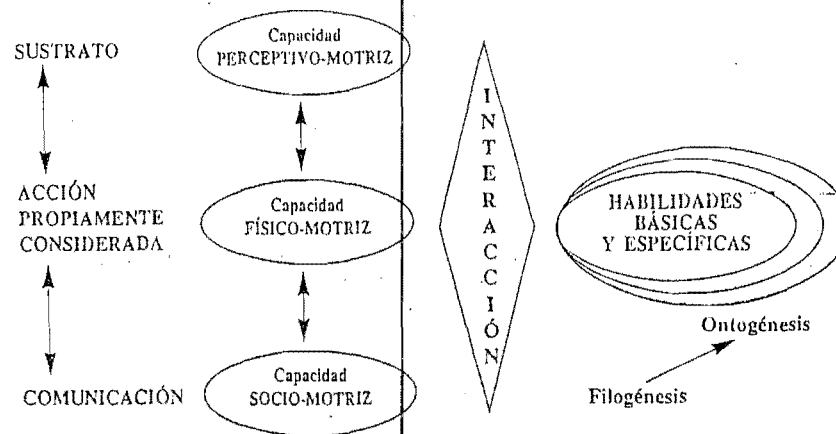 SUSTRATO
ACCIÓN
PROPIAMENTE
CONSIDERADA
COMUNICACIÓN
Capacidad
PERCEPTIVO-MOTRIZ
Capacidad
FÍSICO-MOTRIZ
Capacidad
SOCIO-MOTRIZ
INTERACCIÓN
HABILIDADES
BÁSICAS
Y ESPECÍFICAS
Ontogénesis
Filogénesis